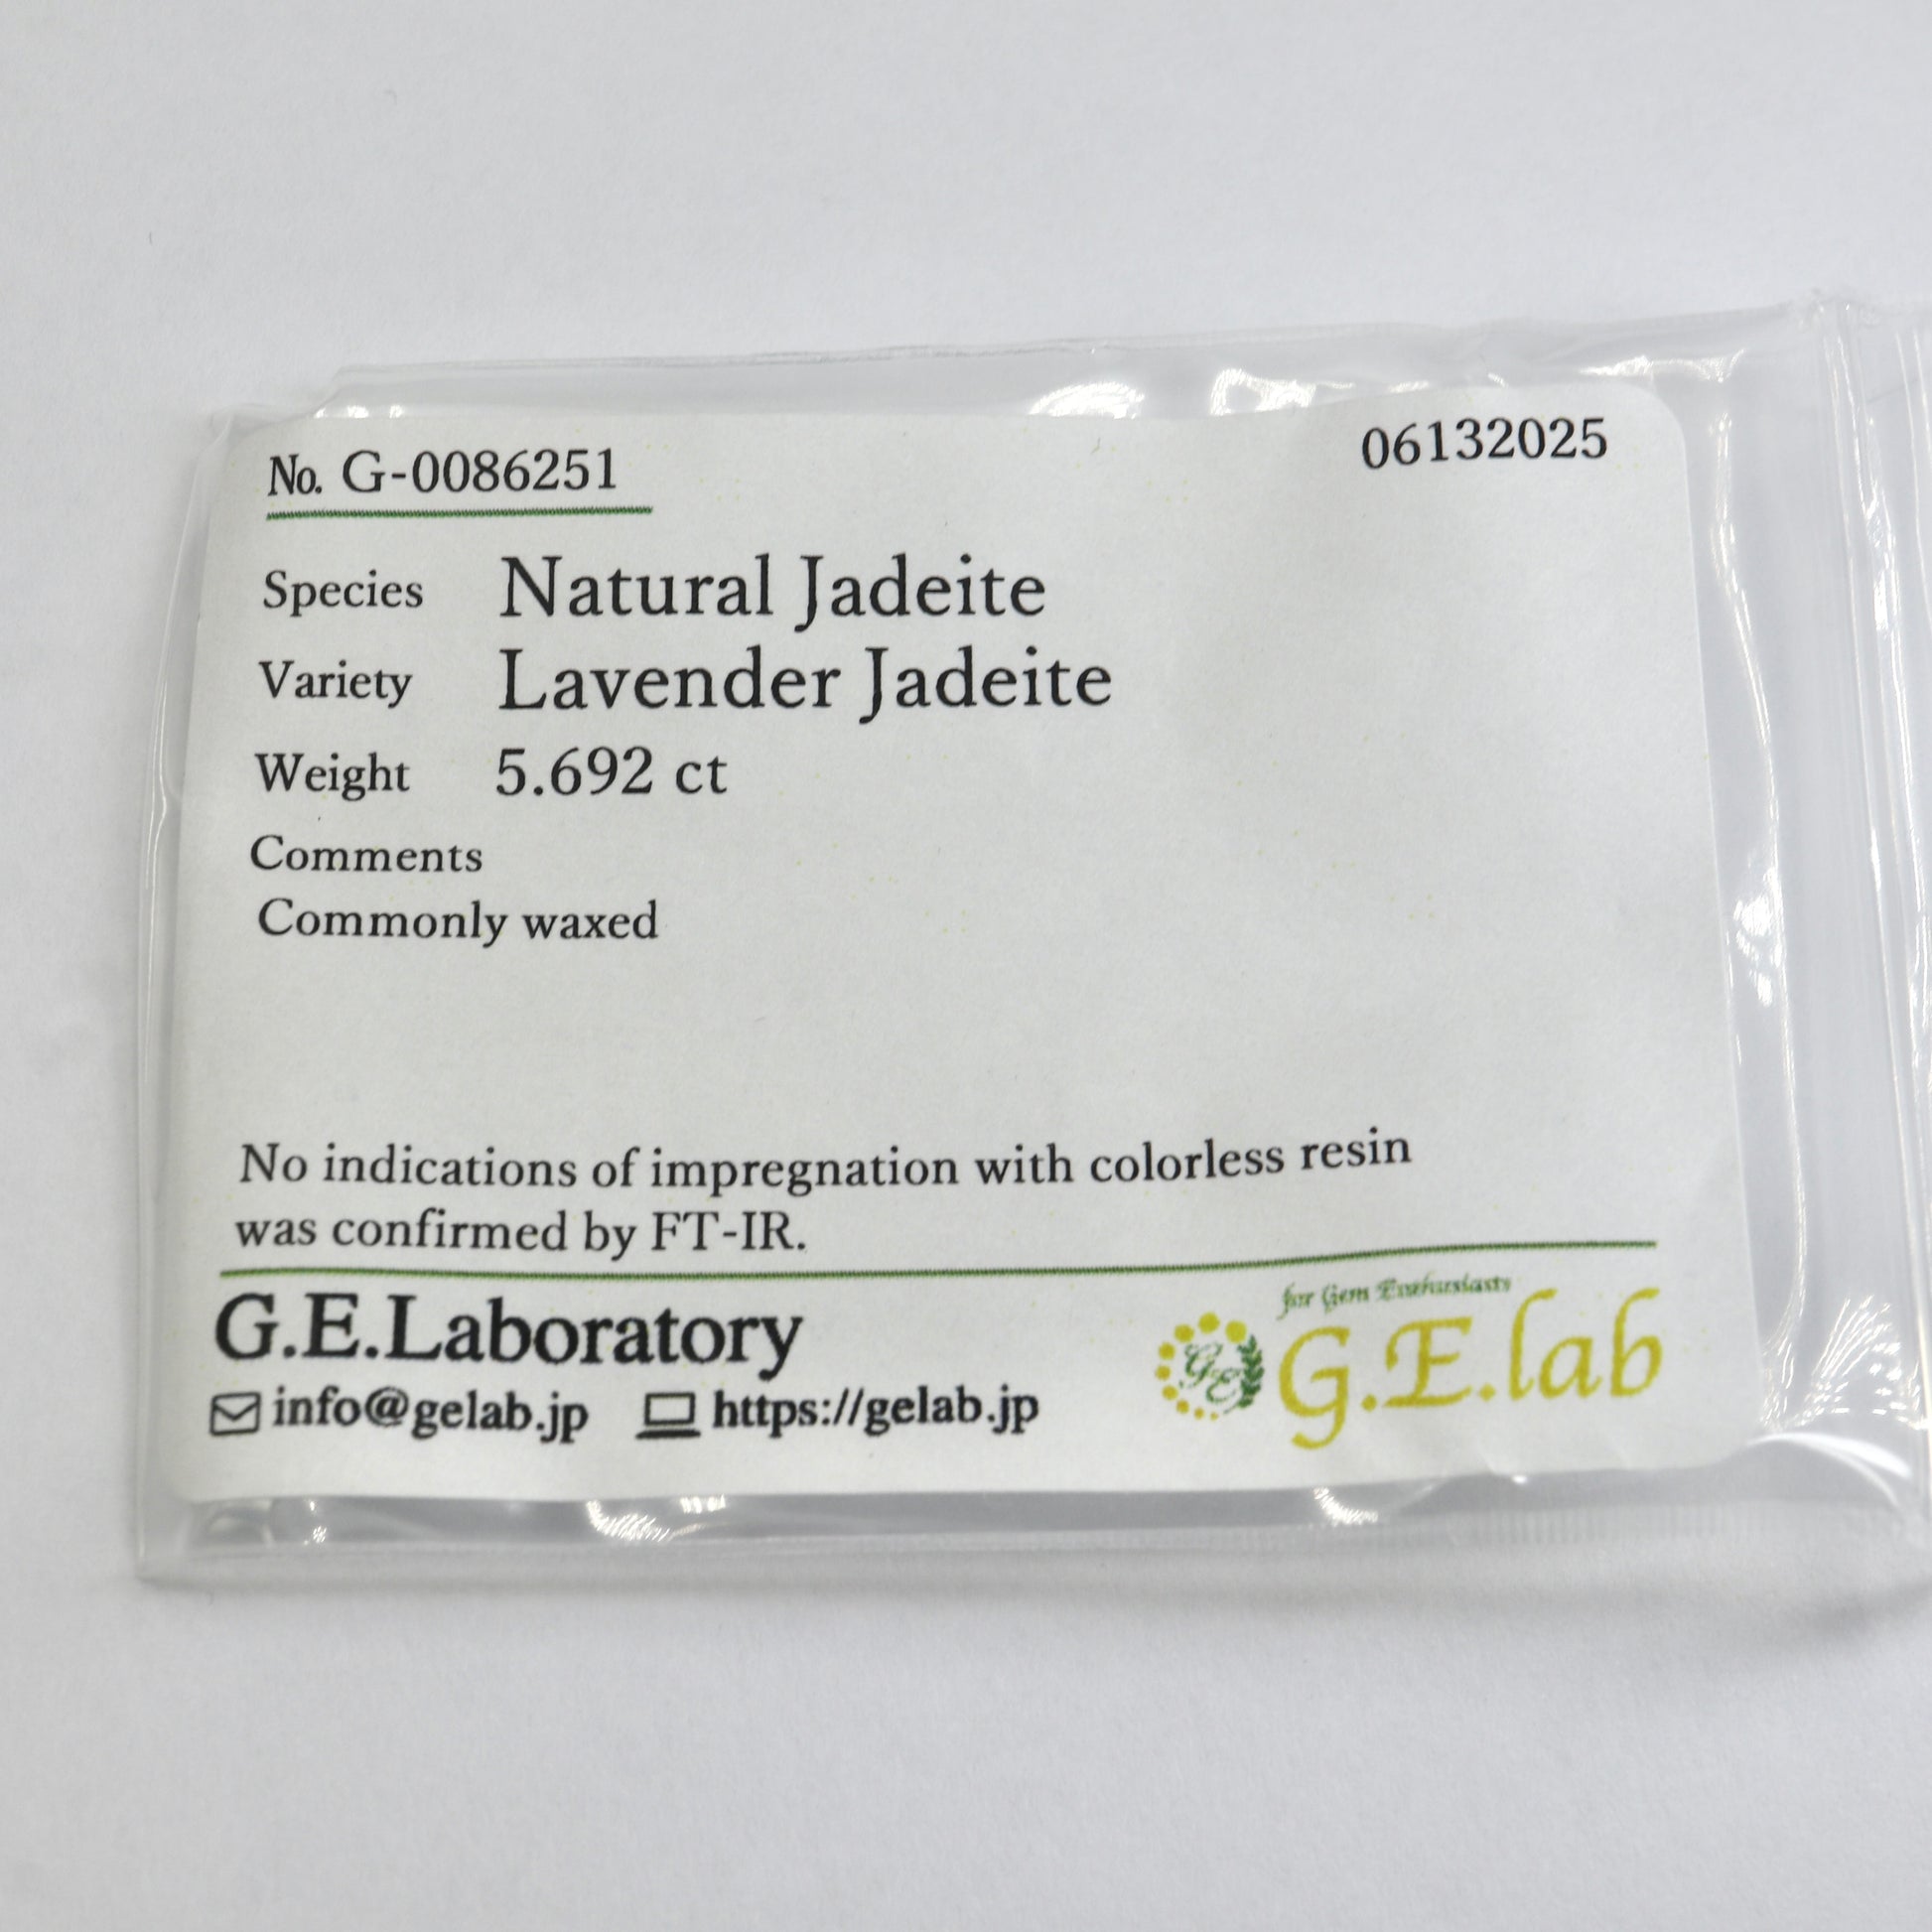 No. G-0086251 06132025
Species Natural Jadeite
Variety Lavender Jadeite
Weight 5.692 ct
Comments
Commonly waxed
No indications of impregnation with colorless resin
was confirmed by FT-IR.
G.E.Laboratory
info@gelab.jp https://gelab.jp
for Gem Enthusiasts
GE G.E.lab